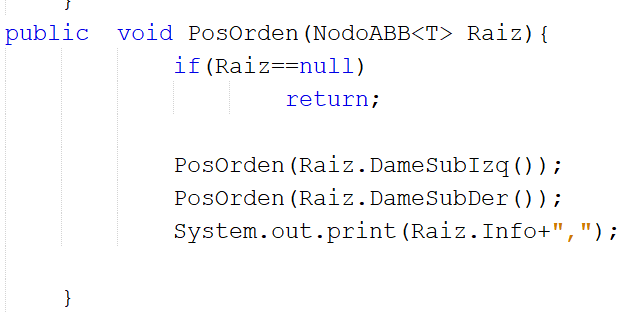 }
public  void PosOrden(NodoABB<T> Raiz){
if(Raiz==null)
return;
PosOrden(Raiz.DameSubIzq());
PosOrden(Raiz.DameSubDer());
System.out.print(Raiz.Info+",");
}